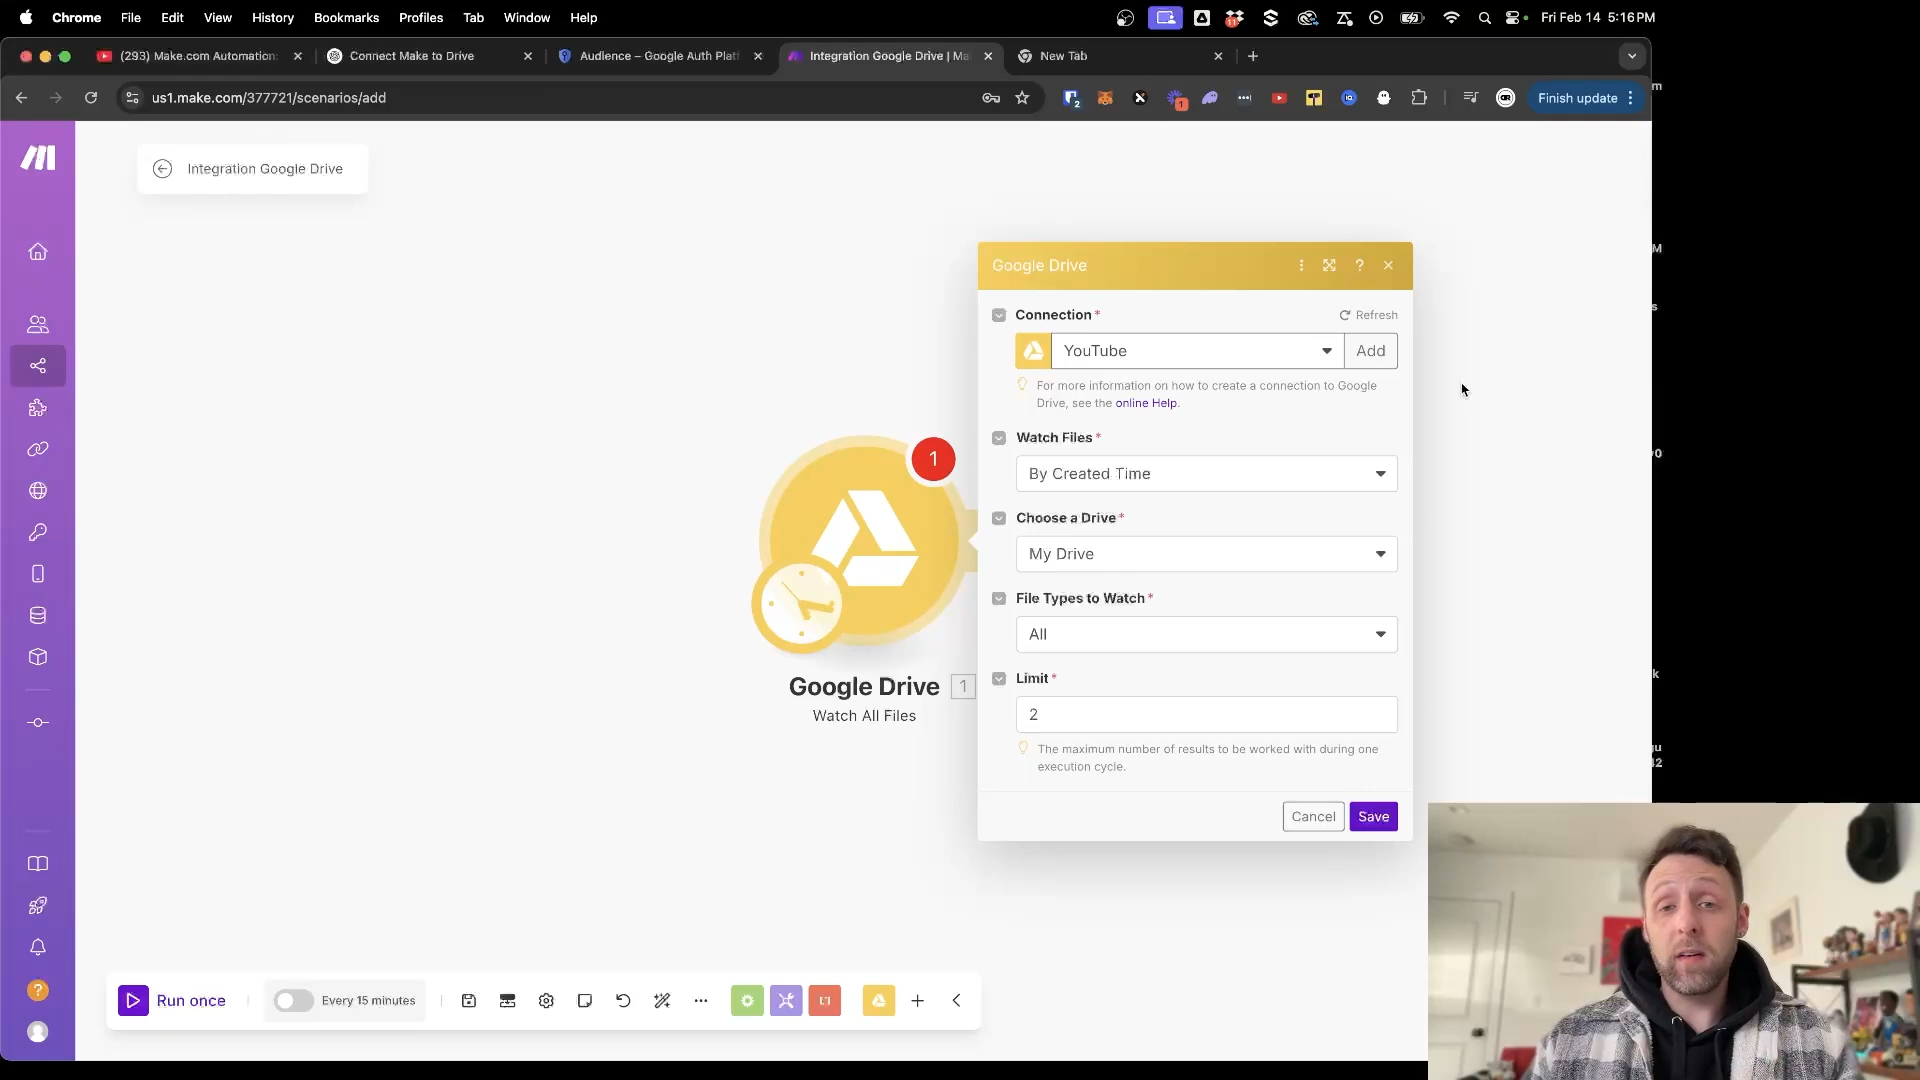 Chrome File Edit View History Bookmarks Profiles Tab Window Help
11
Fri Feb 14 5:16 PM
(293) Make.com Automation:
Connect Make to Drive
Audience – Google Auth Platf
Integration Google Drive | Ma
New Tab
us1.make.com/377721/scenarios/add
2
1
Finish update
Integration Google Drive
Google Drive
?
Connection *
Refresh
YouTube
Add
For more information on how to create a connection to Google
Drive, see the online Help.
Watch Files *
By Created Time
Choose a Drive *
My Drive
File Types to Watch *
All
Limit *
2
The maximum number of results to be worked with during one
execution cycle.
Cancel
Save
1
Google Drive 1
Watch All Files
?
Run once
Every 15 minutes